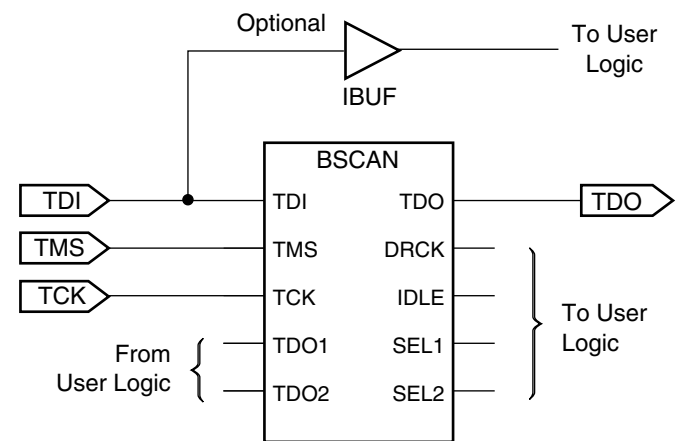 Optional
To User
Logic
IBUF
BSCAN
TDI
TDI
TDO
TDO
TMS
TMS
DRCK
TCK
TCK
IDLE
To User
Logic
From
User Logic
TDO1
SEL1
TDO2
SEL2